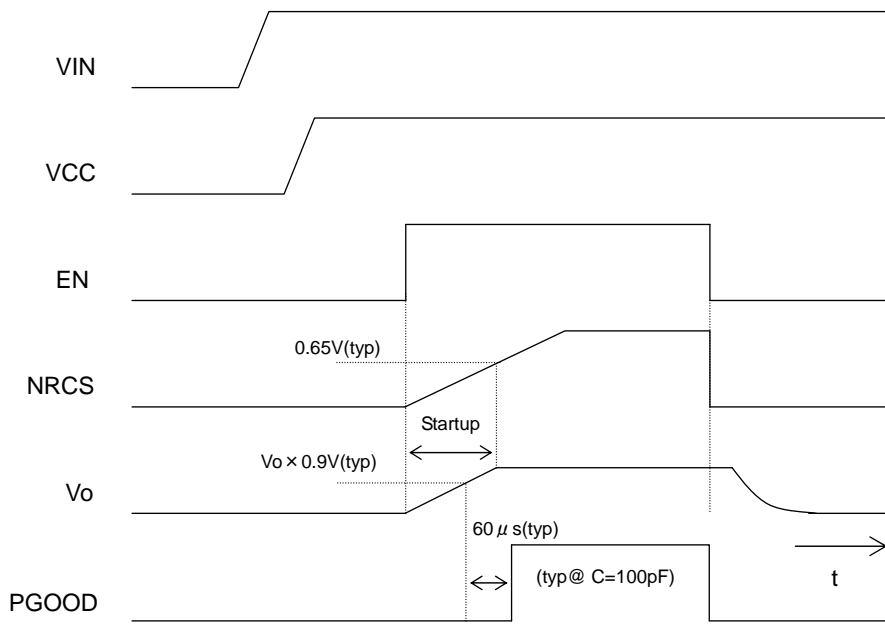 VIN
VCC
EN
0.65V(typ)
NRCS
Startup
Vo×0.9V(typ)
Vo
60μs(typ)
(typ@ C=100pF)
t
PGOOD